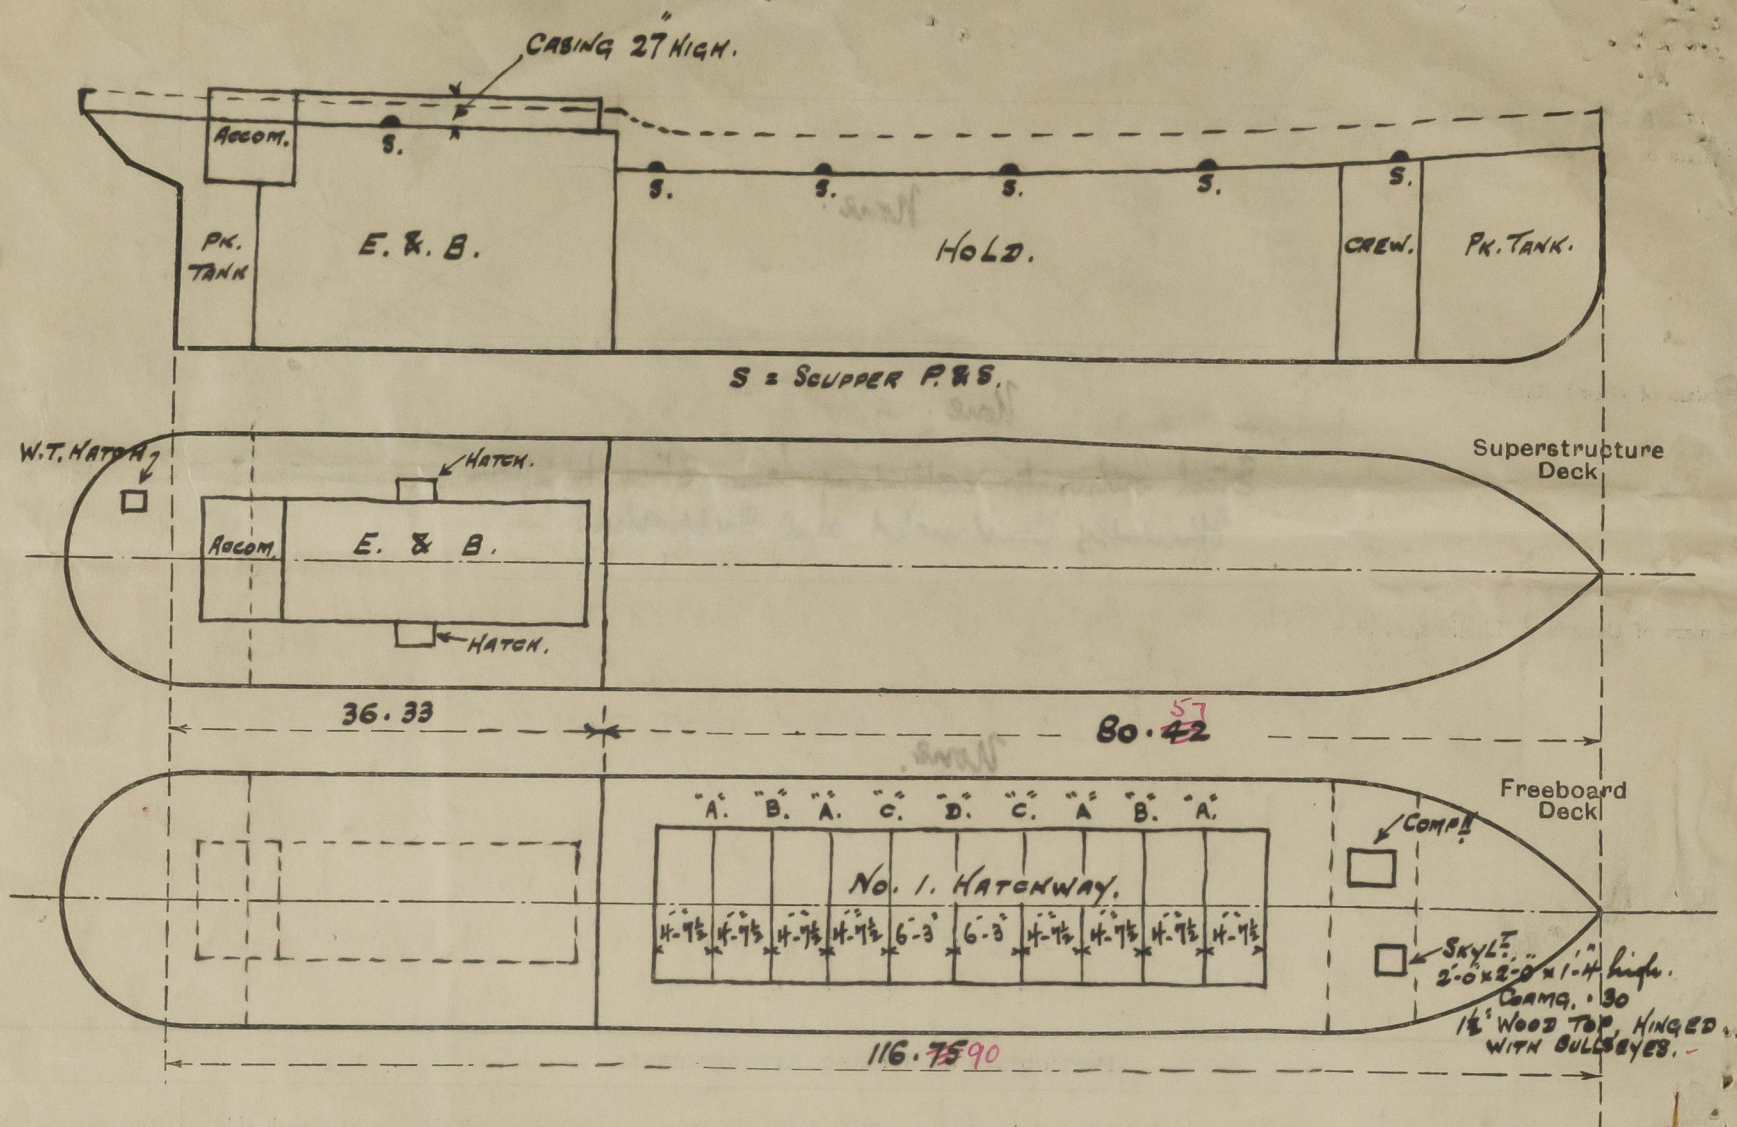 CASING 27" HIGH.
ACCOM.
S.
S. S. S. S. S.
PK.
TANK
E. & B.
HOLD.
CREW.
PK. TANK.
S = SCUPPER P. & S.
W.T. HATCH
HATCH.
Superstructure
Deck
ACCOM.
E. & B.
HATCH.
36.33
57
80.42
Freeboard
Deck
"A". "B". "A". "C". "D". "C". "A" "B". "A".
COMPN.
No. 1. HATCHWAY.
4'-7½" 4'-7½" 4'-7½" 4'-7½" 6'-3" 6'-3" 4'-7½" 4'-7½" 4'-7½" 4'-7½"
SKYLT.
2'-0" x 2'-0" x 1'-4" high.
COAMG. .30
1½" WOOD TOP, HINGED
WITH BULLSEYES.
116.75 90